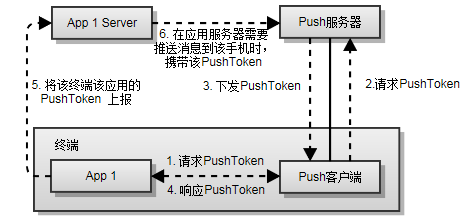 App 1 Server
6. 在应用服务器需要
推送消息到该手机时，
携带该PushToken
Push服务器
5. 将该终端该应用的
PushToken 上报
3. 下发PushToken
2.请求PushToken
终端
App 1
1. 请求PushToken
4. 响应PushToken
Push客户端